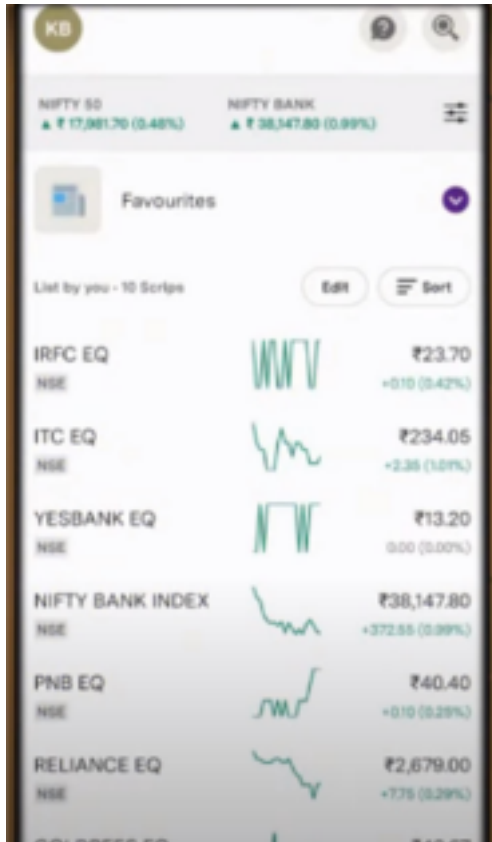 KB
NIFTY 50
▲ ₹ 17,981.70 (0.48%)
NIFTY BANK
▲ ₹ 38,147.80 (0.99%)
Favourites
List by you - 10 Scrips
Edit
Sort
IRFC EQ
₹23.70
NSE
+0.10 (0.42%)
ITC EQ
₹234.05
NSE
+2.35 (1.01%)
YESBANK EQ
₹13.20
NSE
0.00 (0.00%)
NIFTY BANK INDEX
₹38,147.80
NSE
+372.55 (0.99%)
PNB EQ
₹40.40
NSE
+0.10 (0.25%)
RELIANCE EQ
₹2,679.00
NSE
+7.75 (0.29%)